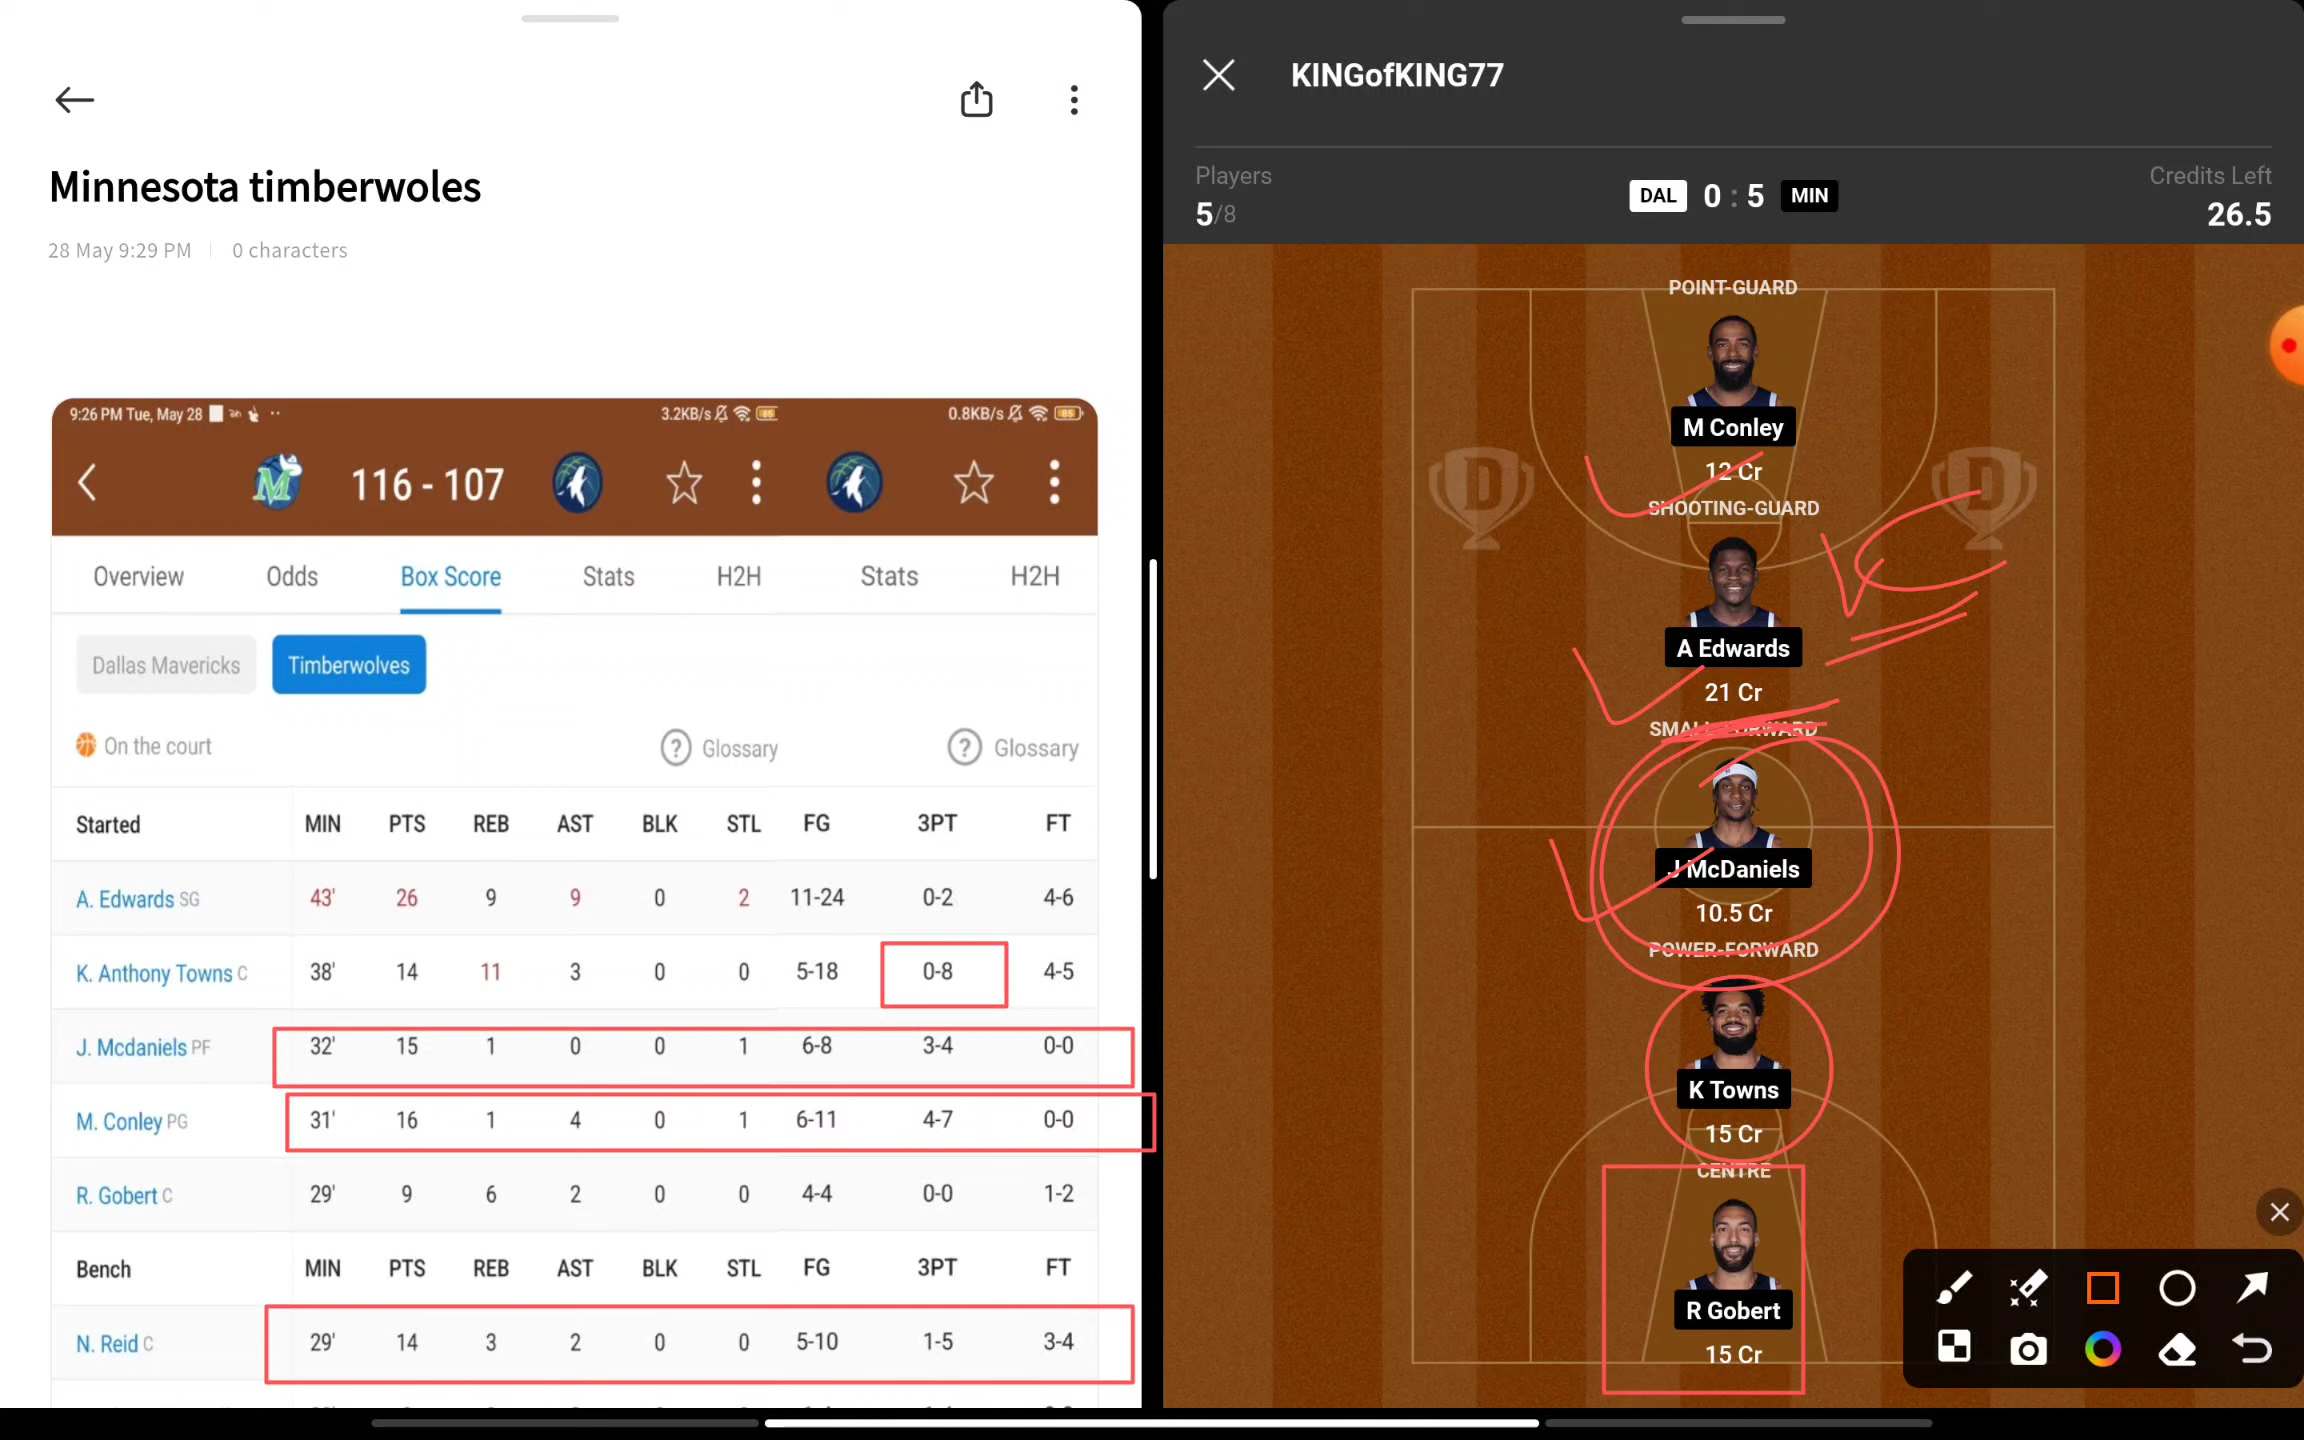 Minnesota timberwoles
28 May 9:29 PM | 0 characters
9:26 PM Tue, May 28 3.2KB/s 85 0.8KB/s 85
116 - 107
Overview Odds Box Score Stats H2H Stats H2H
Dallas Mavericks Timberwolves
On the court ? Glossary ? Glossary
Started MIN PTS REB AST BLK STL FG 3PT FT
A. Edwards SG 43' 26 9 9 0 2 11-24 0-2 4-6
K. Anthony Towns C 38' 14 11 3 0 0 5-18 0-8 4-5
J. Mcdaniels PF 32' 15 1 0 0 1 6-8 3-4 0-0
M. Conley PG 31' 16 1 4 0 1 6-11 4-7 0-0
R. Gobert C 29' 9 6 2 0 0 4-4 0-0 1-2
Bench MIN PTS REB AST BLK STL FG 3PT FT
N. Reid C 29' 14 3 2 0 0 5-10 1-5 3-4
KINGofKING77
Players Credits Left
5/8 DAL 0 : 5 MIN 26.5
POINT-GUARD
M Conley
12 Cr
SHOOTING-GUARD
A Edwards
21 Cr
SMALL-FORWARD
J McDaniels
10.5 Cr
POWER-FORWARD
K Towns
15 Cr
CENTRE
R Gobert
15 Cr